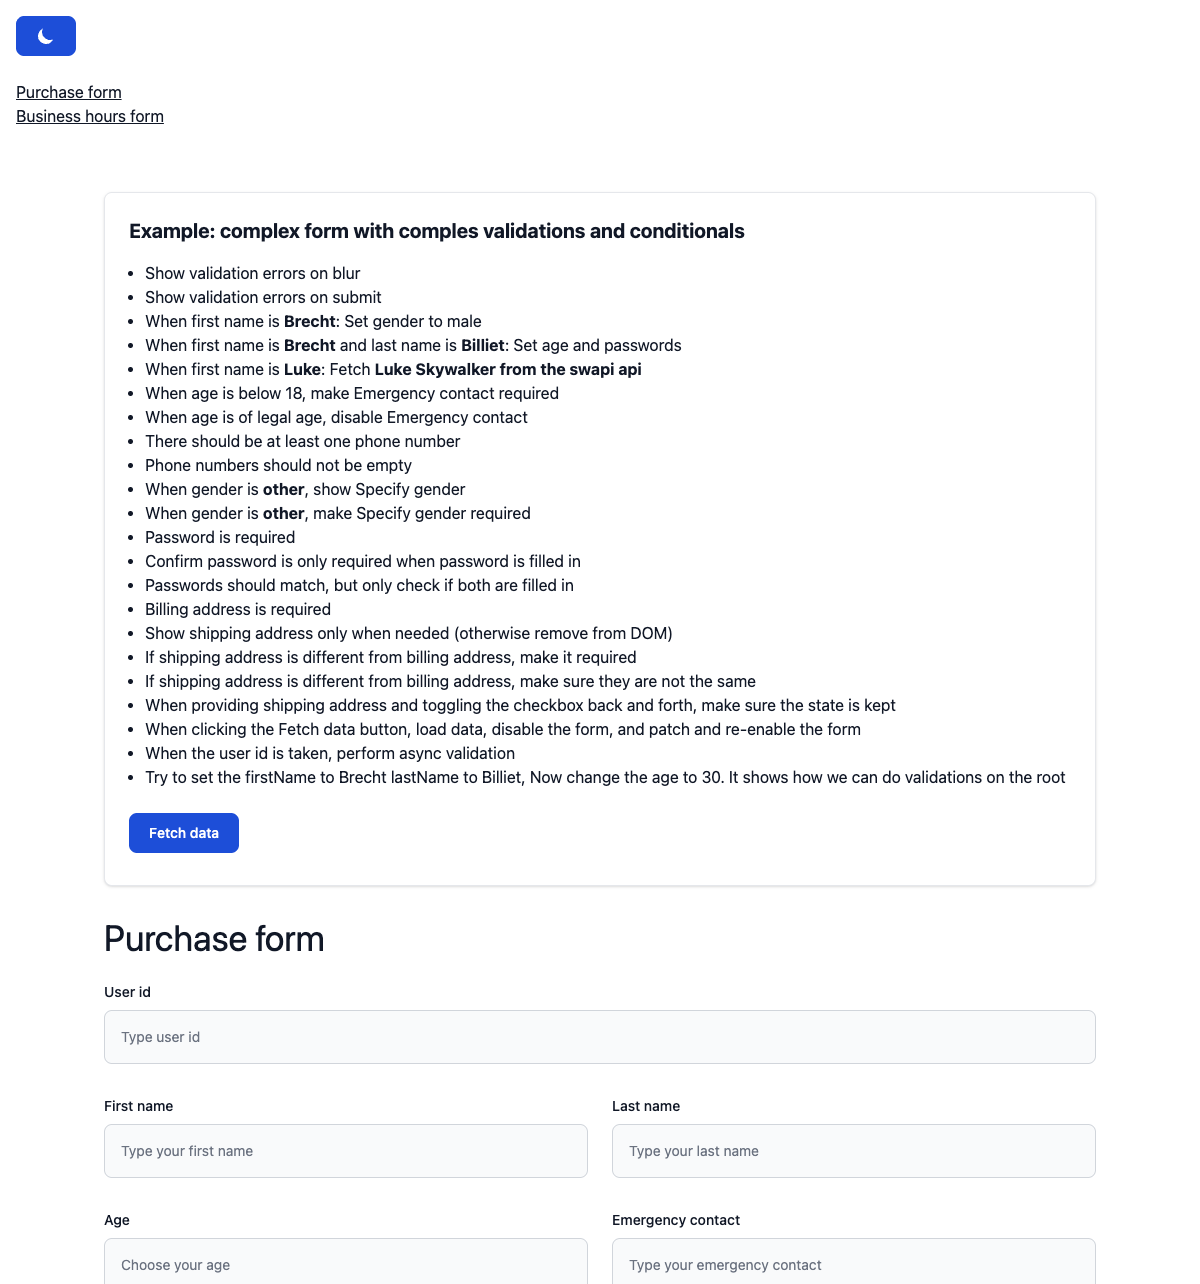 Purchase form
Business hours form
Example: complex form with comples validations and conditionals
Show validation errors on blur
Show validation errors on submit
When first name is Brecht: Set gender to male
When first name is Brecht and last name is Billiet: Set age and passwords
When first name is Luke: Fetch Luke Skywalker from the swapi api
When age is below 18, make Emergency contact required
When age is of legal age, disable Emergency contact
There should be at least one phone number
Phone numbers should not be empty
When gender is other, show Specify gender
When gender is other, make Specify gender required
Password is required
Confirm password is only required when password is filled in
Passwords should match, but only check if both are filled in
Billing address is required
Show shipping address only when needed (otherwise remove from DOM)
If shipping address is different from billing address, make it required
If shipping address is different from billing address, make sure they are not the same
When providing shipping address and toggling the checkbox back and forth, make sure the state is kept
When clicking the Fetch data button, load data, disable the form, and patch and re-enable the form
When the user id is taken, perform async validation
Try to set the firstName to Brecht lastName to Billiet, Now change the age to 30. It shows how we can do validations on the root
Fetch data
Purchase form
User id
Type user id
First name
Last name
Type your first name
Type your last name
Age
Emergency contact
Choose your age
Type your emergency contact